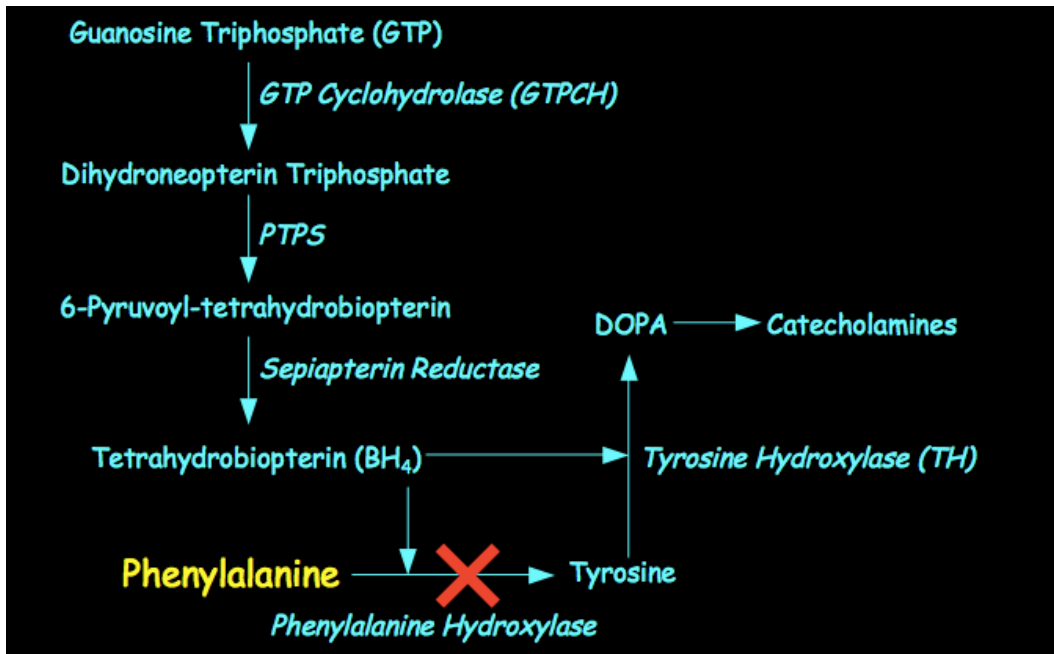 Guanosine Triphosphate (GTP)
GTP Cyclohydrolase (GTPCH)
Dihydroneopterin Triphosphate
PTPS
6-Pyruvoyl-tetrahydrobiopterin
DOPA
Catecholamines
Sepiapterin Reductase
Tetrahydrobiopterin (BH₄)
Tyrosine Hydroxylase (TH)
Phenylalanine
Tyrosine
Phenylalanine Hydroxylase